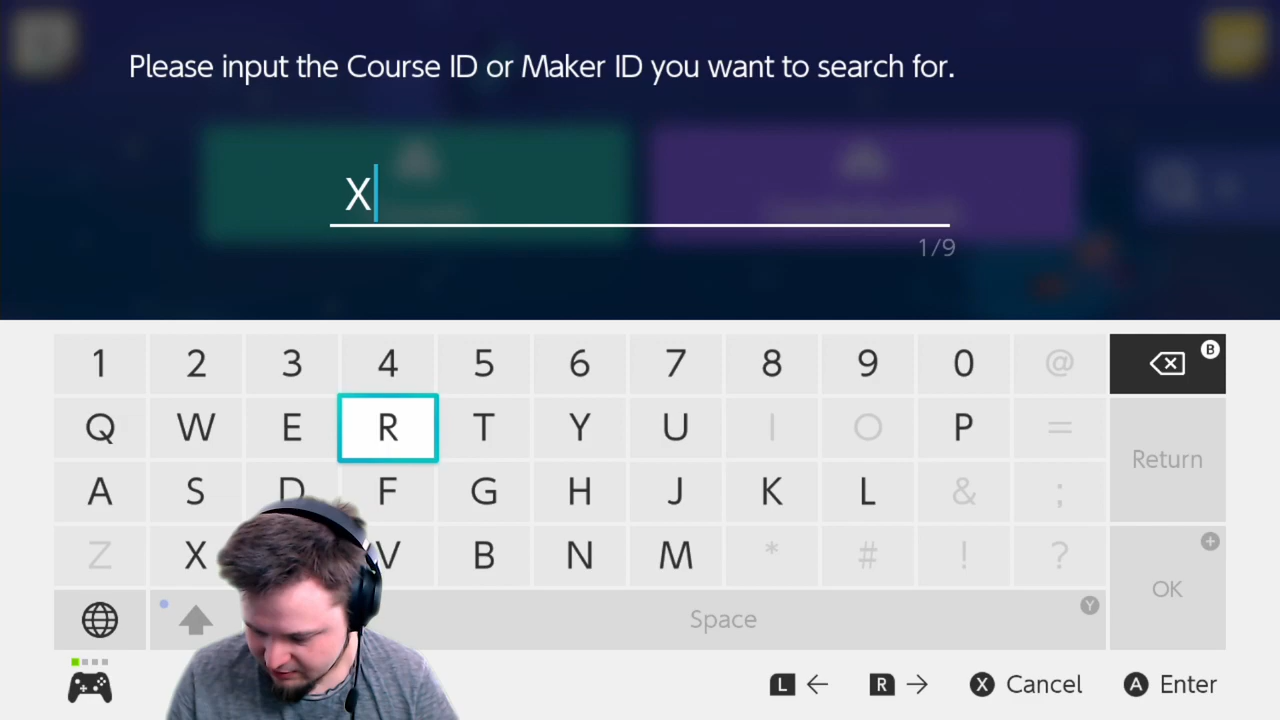 Please input the Course ID or Maker ID you want to search for.
X
1/9
1 2 3 4 5 6 7 8 9 0 @
B
Q W E R T Y U I O P =
Return
A S D F G H J K L & ;
Z X V B N M * # ! ?
+
OK
Space
Y
L ← R → X Cancel A Enter